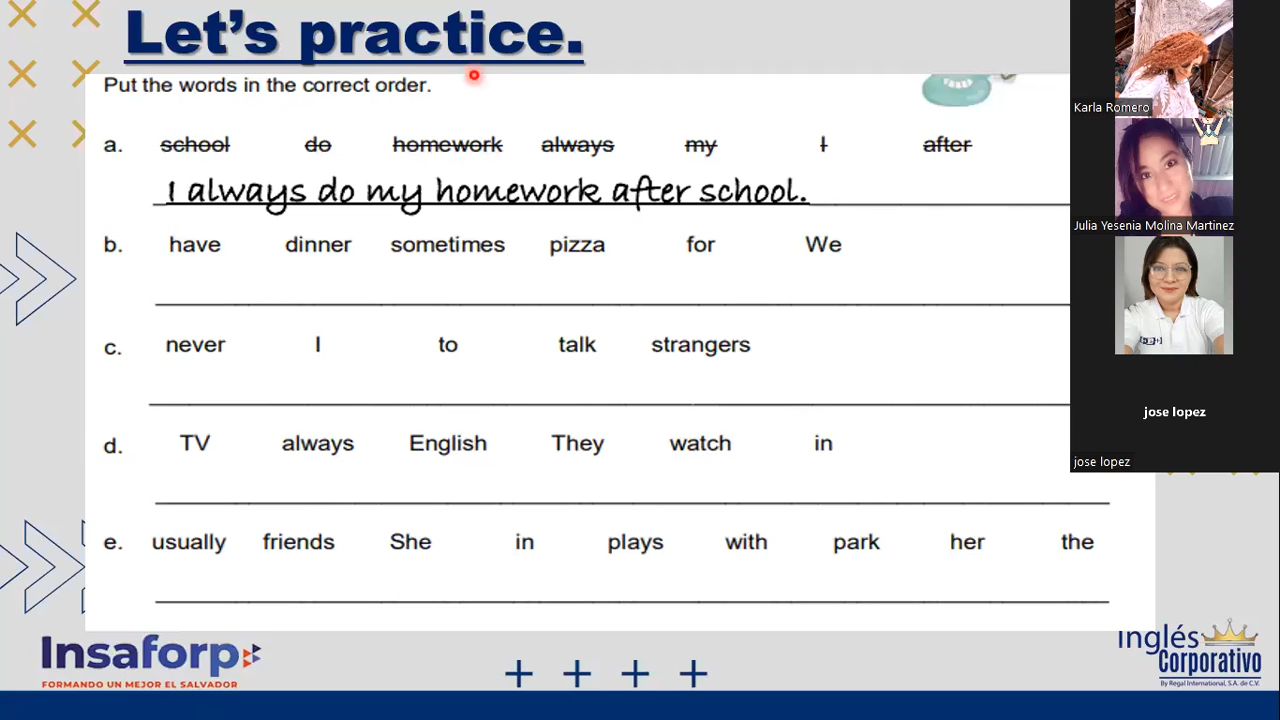 Let's practice.
Put the words in the correct order.
a. school do homework always my I after
I always do my homework after school.
b. have dinner sometimes pizza for We
c. never I to talk strangers
d. TV always English They watch in
e. usually friends She in plays with park her the
Karla Romero
Julia Yesenia Molina Martinez
jose lopez
jose lopez
Insaforp
FORMANDO UN MEJOR EL SALVADOR
inglés
Corporativo
By Regal International, S.A. de C.V.